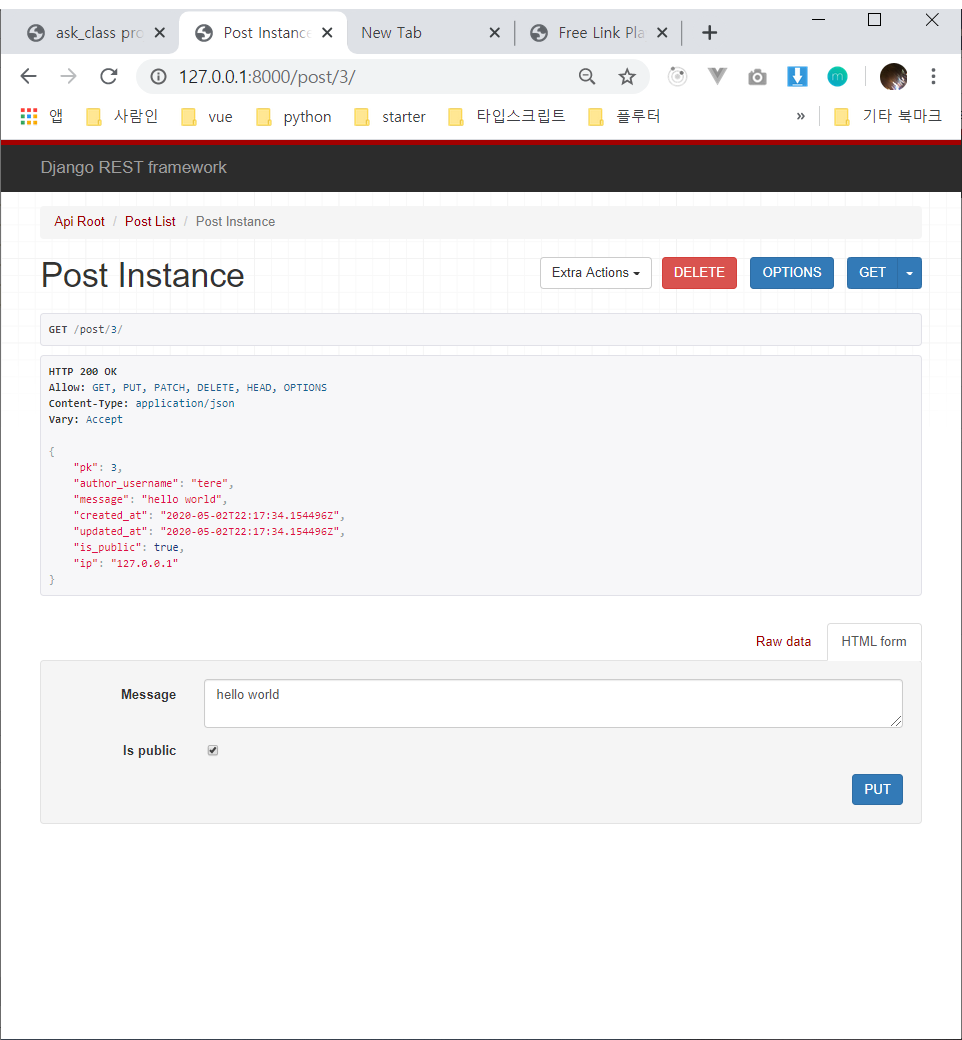 ask_class pro
Post Instance
New Tab
Free Link Pla
127.0.0.1:8000/post/3/
앱 사람인 vue python starter 타입스크립트 플루터 » 기타 북마크
Django REST framework
Api Root / Post List / Post Instance
Post Instance
Extra Actions
DELETE
OPTIONS
GET
GET /post/3/
HTTP 200 OK
Allow: GET, PUT, PATCH, DELETE, HEAD, OPTIONS
Content-Type: application/json
Vary: Accept
{
"pk": 3,
"author_username": "tere",
"message": "hello world",
"created_at": "2020-05-02T22:17:34.154496Z",
"updated_at": "2020-05-02T22:17:34.154496Z",
"is_public": true,
"ip": "127.0.0.1"
}
Raw data
HTML form
Message
hello world
Is public
PUT